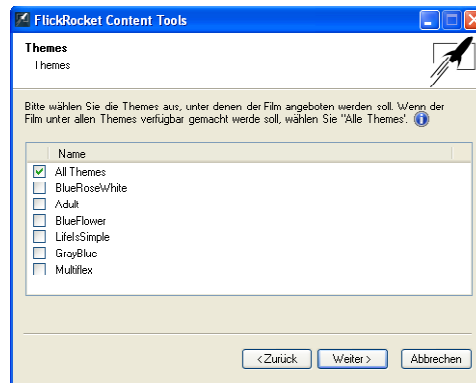 FlickRocket Content Tools
Themes
Themes
Bitte wählen Sie die Themes aus, unter denen der Film angeboten werden soll. Wenn der
Film unter allen Themes verfügbar gemacht werde soll, wählen Sie "Alle Themes'.
Name
All Themes
BlueRoseWhite
Adult
BlueFlower
LifeIsSimple
GrayBlue
Multiflex
< Zurück
Weiter >
Abbrechen